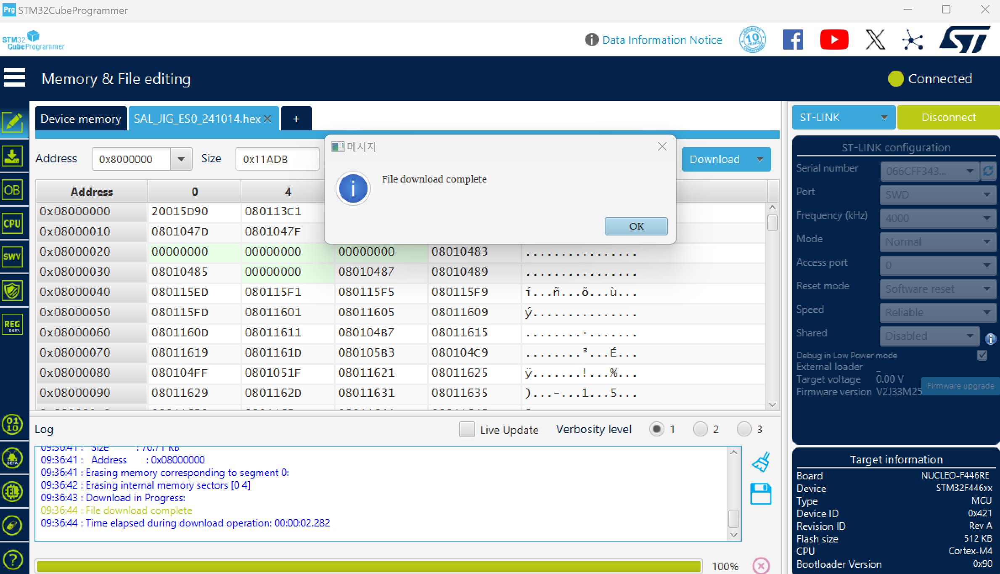 Prg STM32CubeProgrammer
STM32
CubeProgrammer
Data Information Notice
10
YEARS
Memory & File editing
Connected
Device memory
SAL_JIG_ES0_241014.hex
+
ST-LINK
Disconnect
Address 0x8000000 Size 0x11ADB
Download
메시지
File download complete
OK
Address 0 4
0x08000000 20015D90 080113C1
0x08000010 0801047D 0801047F
0x08000020 00000000 00000000 00000000 08010483 ................
0x08000030 08010485 00000000 08010487 08010489 ................
0x08000040 080115ED 080115F1 080115F5 080115F9 í...ñ...õ...ù...
0x08000050 080115FD 08011601 08011605 08011609 ý...............
0x08000060 0801160D 08011611 080104B7 08011615 ........·.......
0x08000070 08011619 0801161D 080105B3 080104C9 ........³...É...
0x08000080 080104FF 0801051F 08011621 08011625 ÿ.......!...%...
0x08000090 08011629 0801162D 08011631 08011635 )...-...1...5...
OB
CPU
SWV
REG
BETA
01
10
BETA
EL
?
ST-LINK configuration
Serial number 066CFF343...
Port SWD
Frequency (kHz) 4000
Mode Normal
Access port 0
Reset mode Software reset
Speed Reliable
Shared Disabled
Debug in Low Power mode
External loader _
Target voltage 0.00 V
Firmware version V2J33M25
Firmware upgrade
Log
Live Update
Verbosity level 1 2 3
09:36:41 : Size : 70.71 KB
09:36:41 : Address : 0x08000000
09:36:41 : Erasing memory corresponding to segment 0:
09:36:42 : Erasing internal memory sectors [0 4]
09:36:43 : Download in Progress:
09:36:44 : File download complete
09:36:44 : Time elapsed during download operation: 00:00:02.282
100%
Target information
Board NUCLEO-F446RE
Device STM32F446xx
Type MCU
Device ID 0x421
Revision ID Rev A
Flash size 512 KB
CPU Cortex-M4
Bootloader Version 0x90